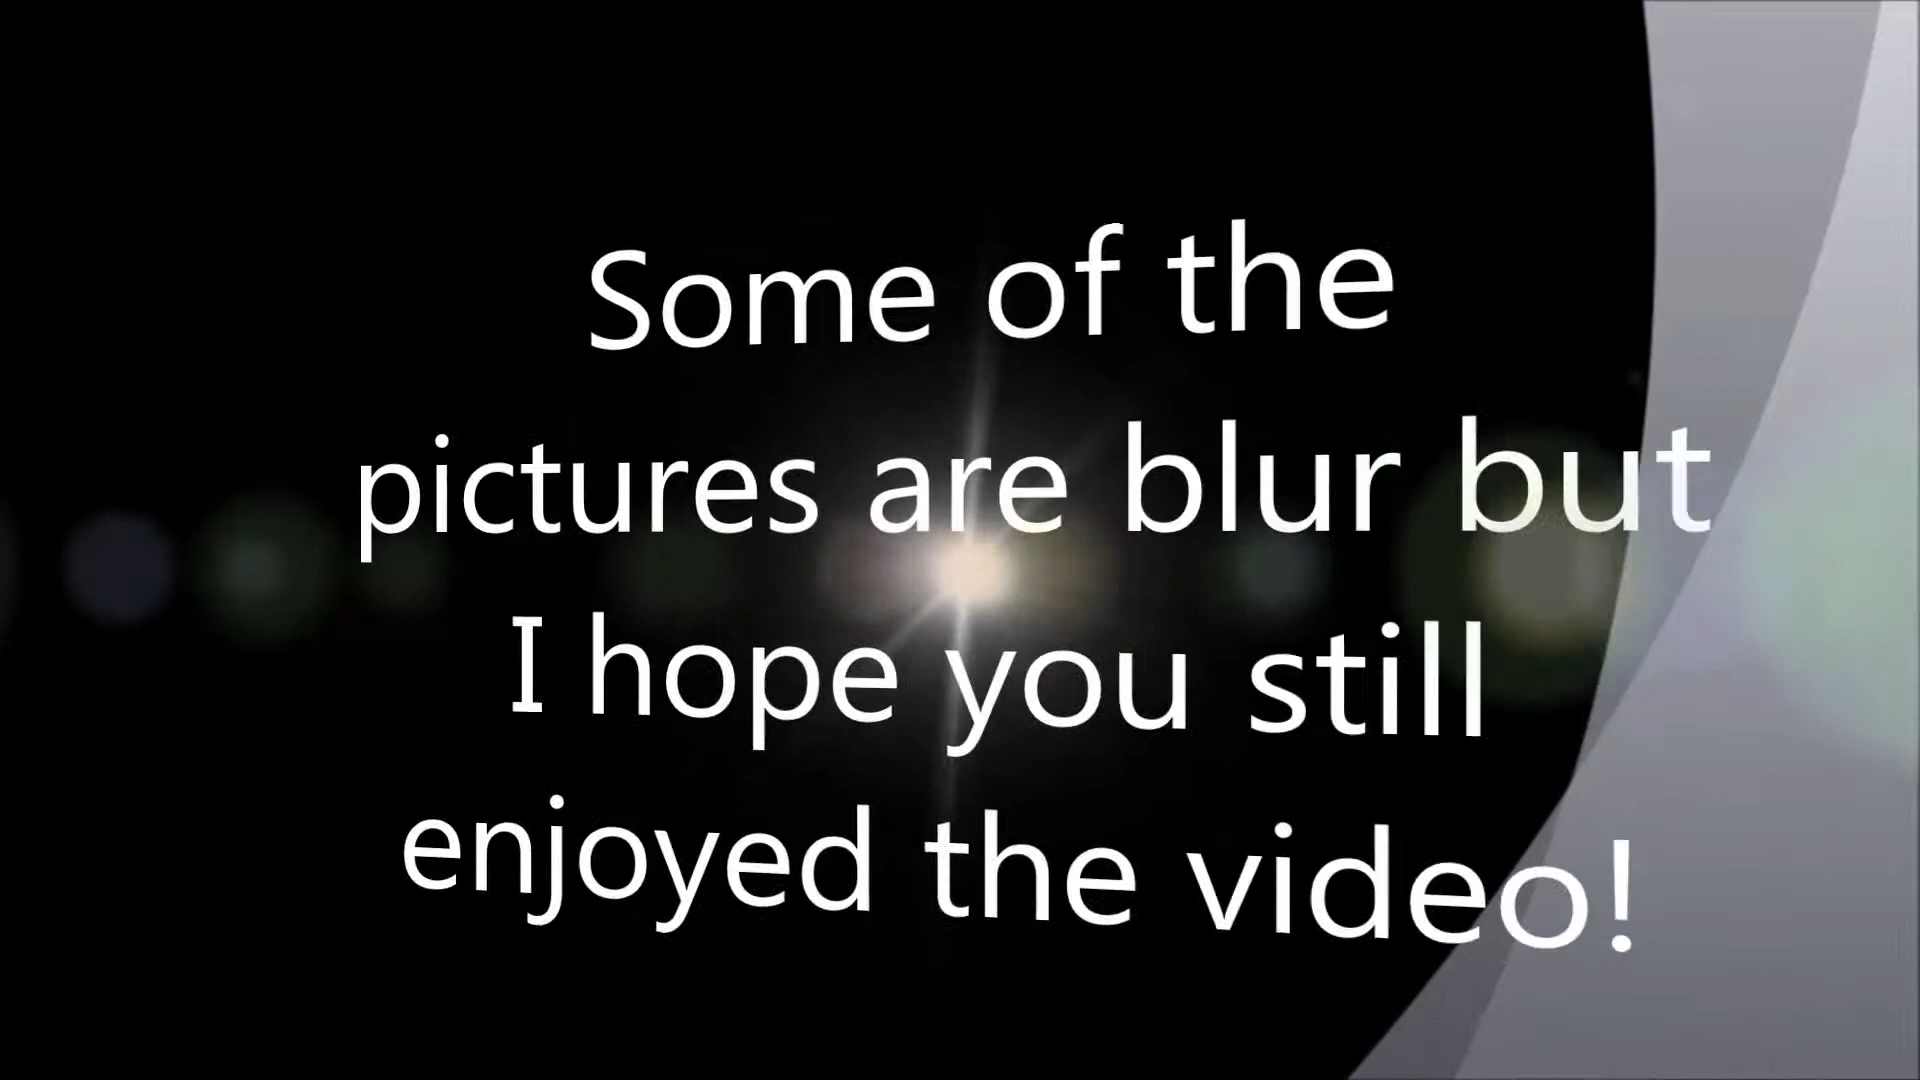 Some of the
pictures are blur but
I hope you still
enjoyed the video!